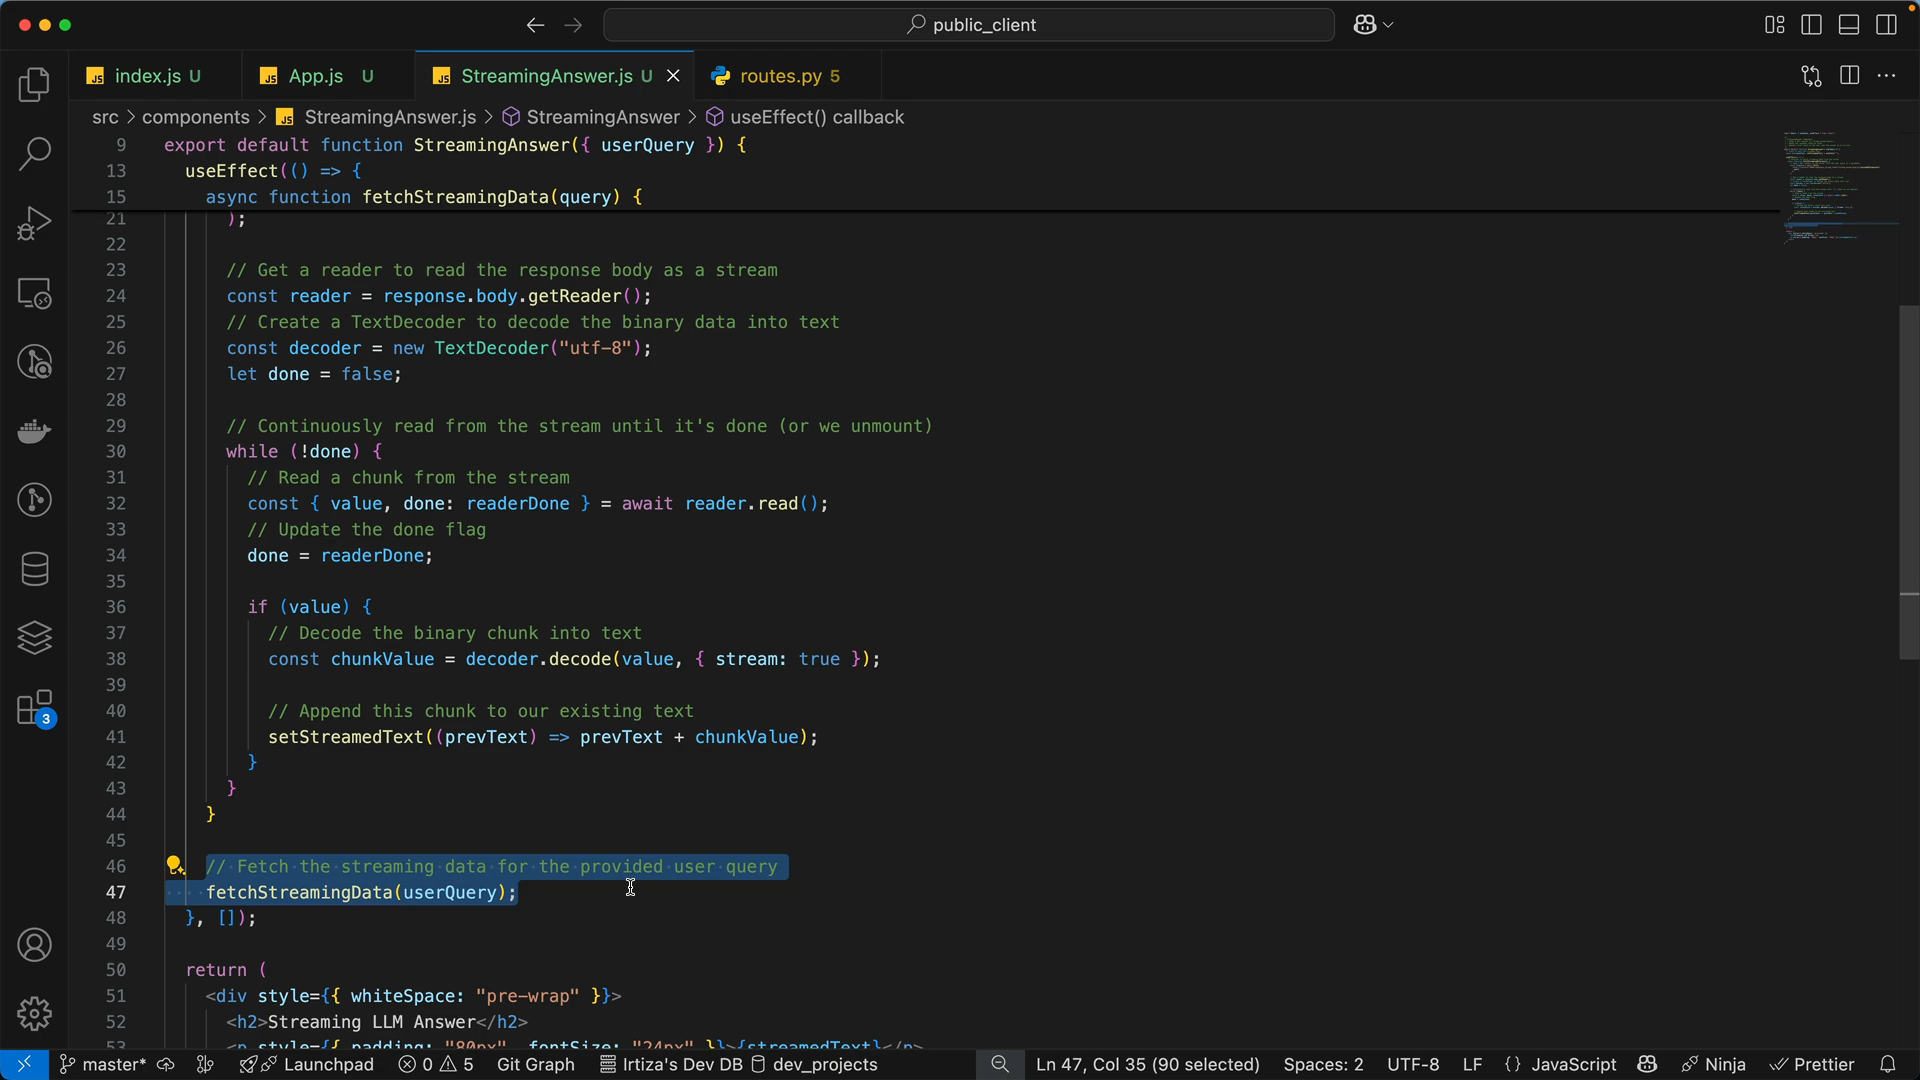 public_client
index.js U
App.js U
StreamingAnswer.js U
routes.py 5
src > components > StreamingAnswer.js > StreamingAnswer > useEffect() callback
9 export default function StreamingAnswer({ userQuery }) {
13 useEffect(() => {
15 async function fetchStreamingData(query) {
21 );
22
23 // Get a reader to read the response body as a stream
24 const reader = response.body.getReader();
25 // Create a TextDecoder to decode the binary data into text
26 const decoder = new TextDecoder("utf-8");
27 let done = false;
28
29 // Continuously read from the stream until it's done (or we unmount)
30 while (!done) {
31 // Read a chunk from the stream
32 const { value, done: readerDone } = await reader.read();
33 // Update the done flag
34 done = readerDone;
35
36 if (value) {
37 // Decode the binary chunk into text
38 const chunkValue = decoder.decode(value, { stream: true });
39
40 // Append this chunk to our existing text
41 setStreamedText((prevText) => prevText + chunkValue);
42 }
43 }
44 }
45
46 // Fetch the streaming data for the provided user query
47 fetchStreamingData(userQuery);
48 }, []);
49
50 return (
51 <div style={{ whiteSpace: "pre-wrap" }}>
52 <h2>Streaming LLM Answer</h2>
53 <p style={{ padding: "80px", fontSize: "24px" }}>{streamedText}</p>
3
master* Launchpad 0 5 Git Graph Irtiza's Dev DB dev_projects Ln 47, Col 35 (90 selected) Spaces: 2 UTF-8 LF {} JavaScript Ninja Prettier